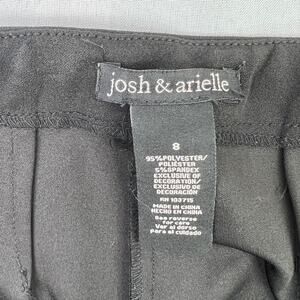 josh & arielle
8
95%POLYESTER/
POLIÉSTER
5%SPANDEX
EXCLUSIVE OF
DECORATION/
EXCLUSIVO DE
DECORACIÓN
RN 103715
MADE IN CHINA
HECHO EN CHINA
See reverse
for care
Ver al dorso
Para el cuidado